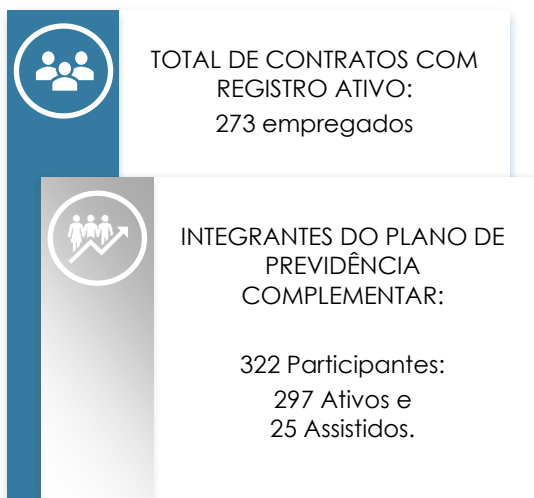 TOTAL DE CONTRATOS COM
REGISTRO ATIVO:
273 empregados
INTEGRANTES DO PLANO DE
PREVIDÊNCIA
COMPLEMENTAR:
322 Participantes:
297 Ativos e
25 Assistidos.